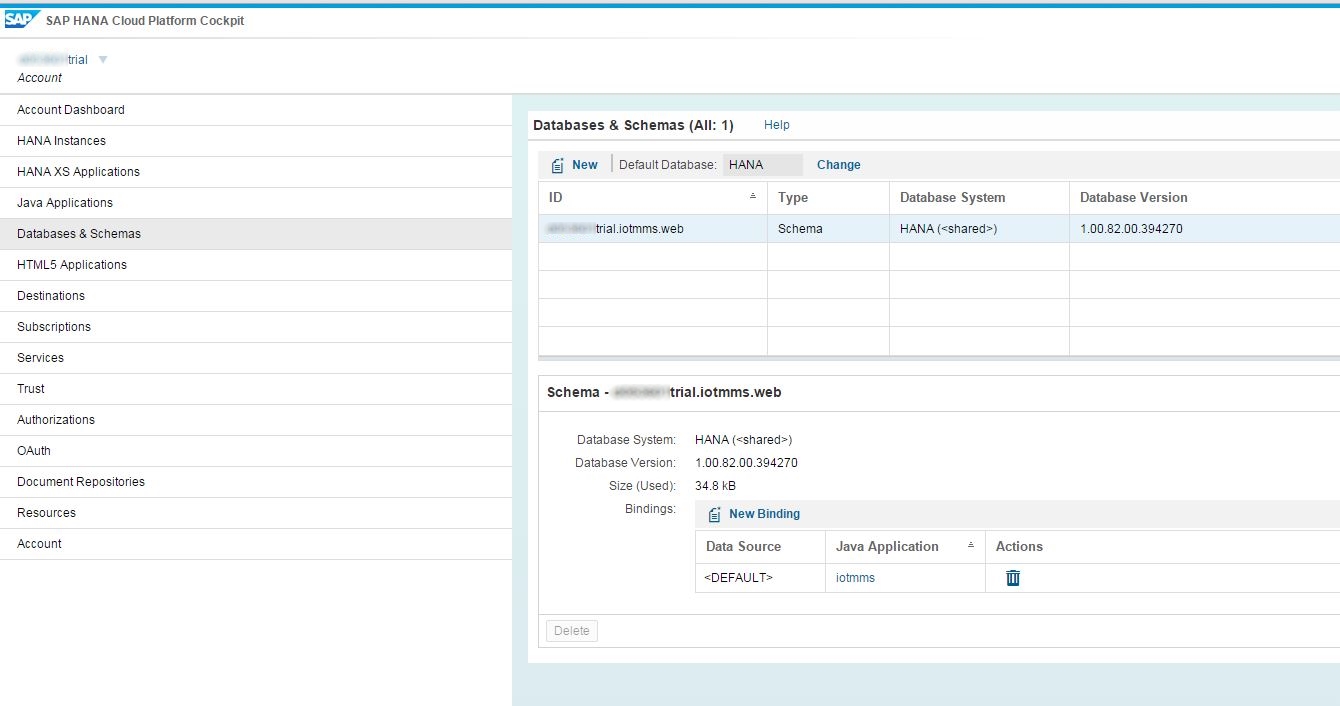 SAP SAP HANA Cloud Platform Cockpit
trial
Account
Account Dashboard
HANA Instances
HANA XS Applications
Java Applications
Databases & Schemas
HTML5 Applications
Destinations
Subscriptions
Services
Trust
Authorizations
OAuth
Document Repositories
Resources
Account
Databases & Schemas (All: 1) Help
New Default Database: HANA Change
ID Type Database System Database Version
trial.iotmms.web Schema HANA (<shared>) 1.00.82.00.394270
Schema - trial.iotmms.web
Database System: HANA (<shared>)
Database Version: 1.00.82.00.394270
Size (Used): 34.8 kB
Bindings: New Binding
Data Source Java Application Actions
<DEFAULT> iotmms
Delete